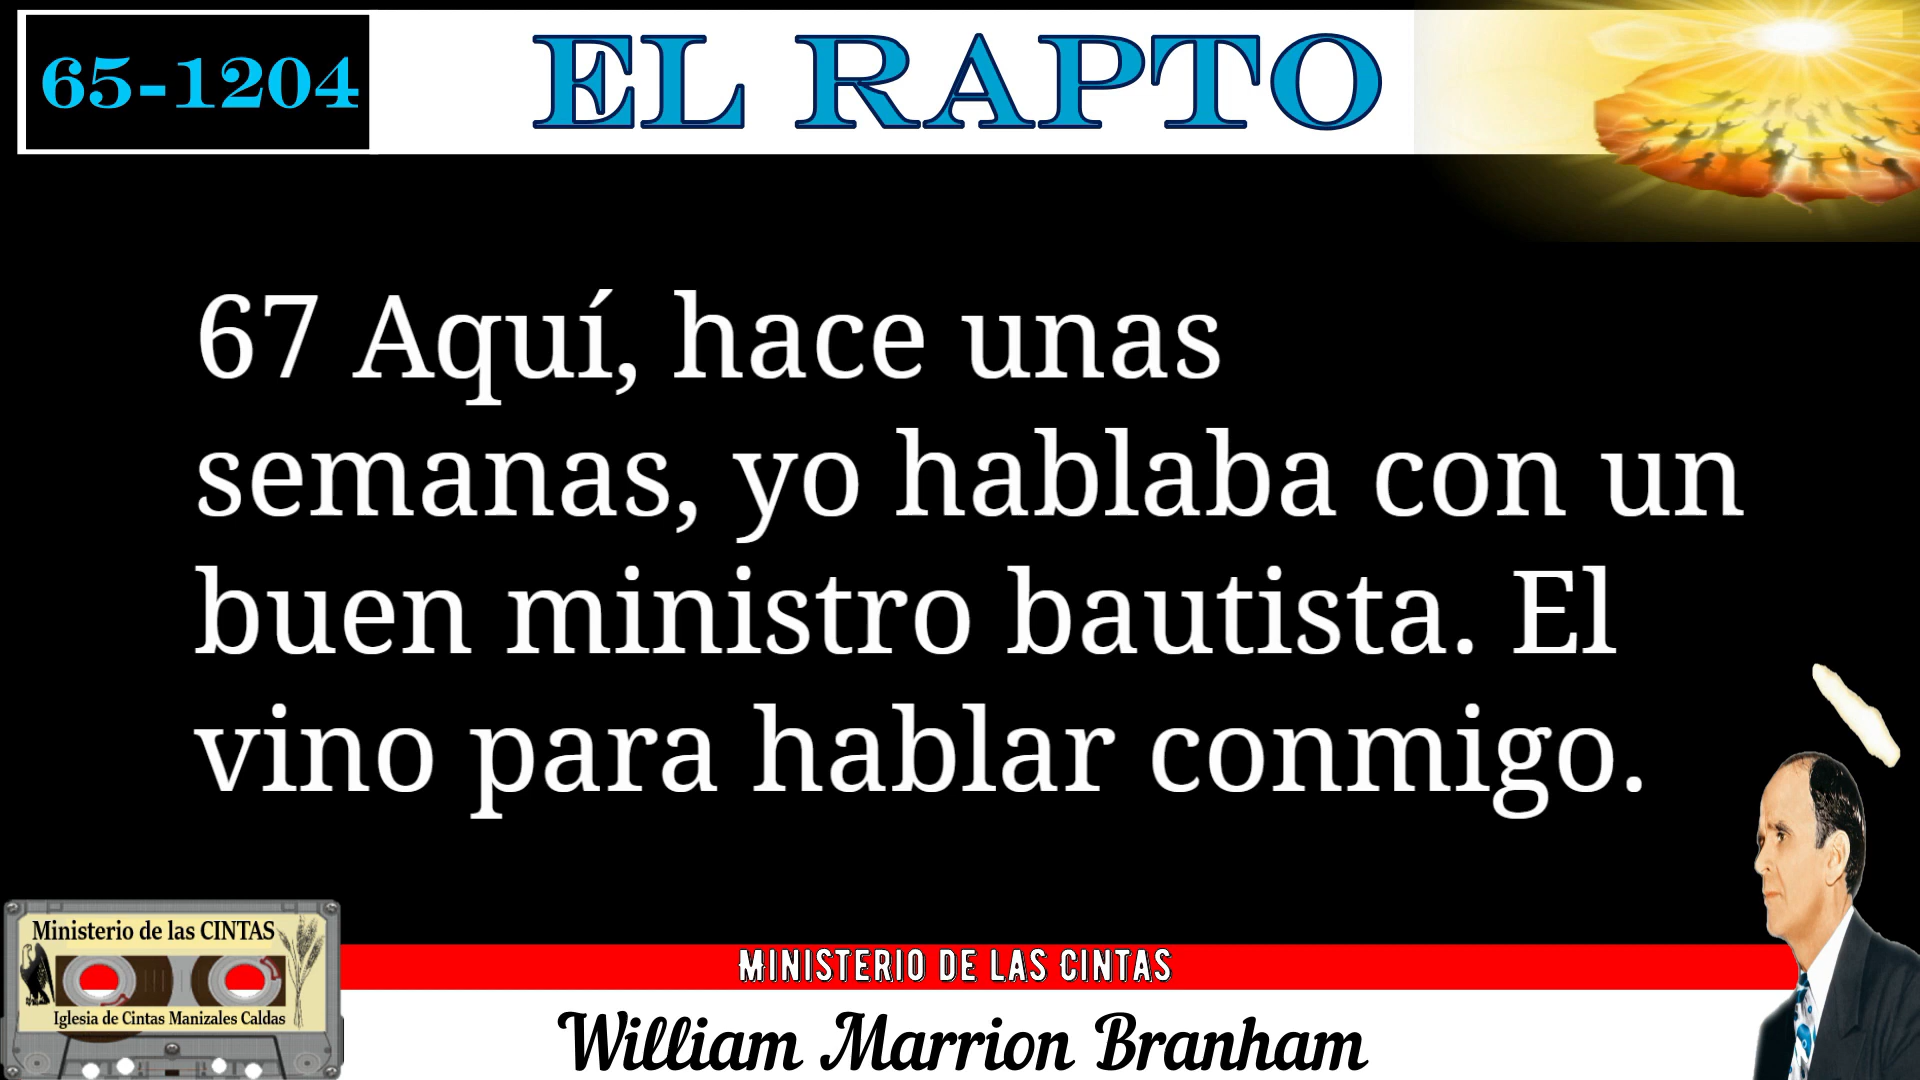 65-1204
EL RAPTO
67 Aquí, hace unas
semanas, yo hablaba con un
buen ministro bautista. El
vino para hablar conmigo.
Ministerio de las CINTAS
Iglesia de Cintas Manizales Caldas
MINISTERIO DE LAS CINTAS
William Marrion Branham